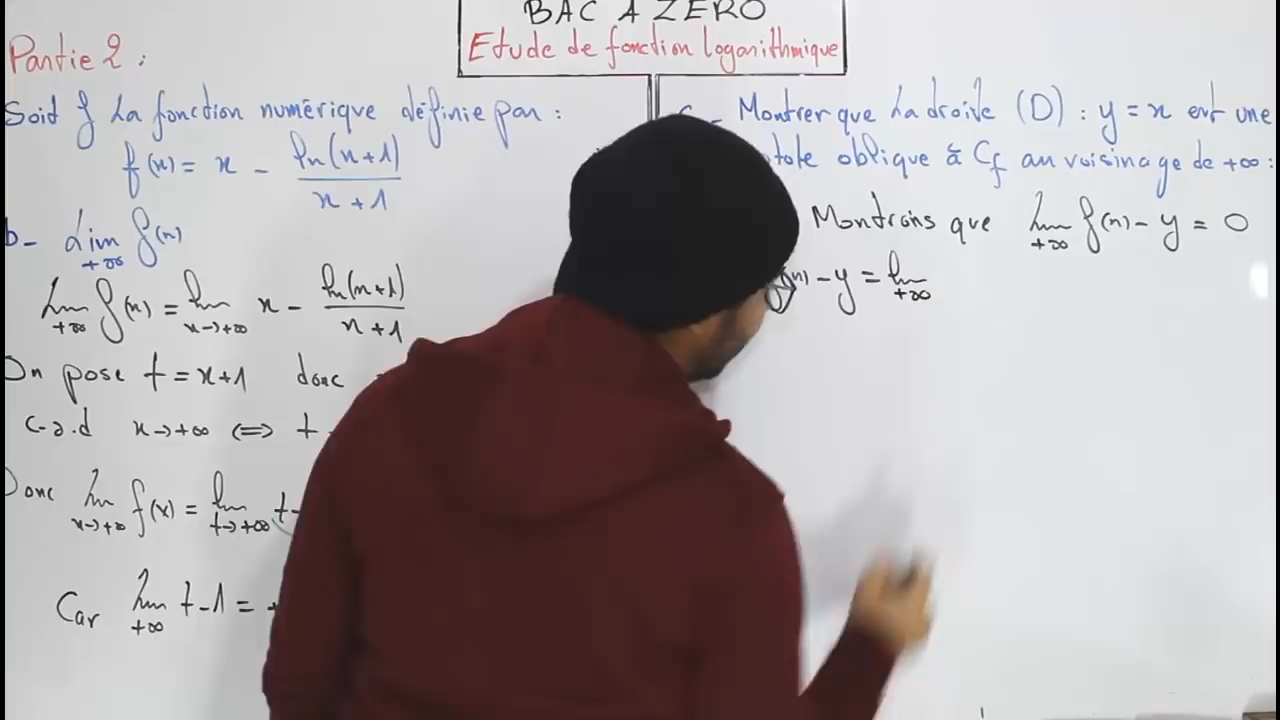 BAC A ZERO
Etude de fonction logarithmique
Partie 2 :
Soit f la fonction numérique définie par :
f(x) = x - ln(x+1) / x+1
b- lim f(x)
+∞
lim f(x) = lim x - ln(x+1) / x+1
+∞ x→+∞
On pose t = x+1 donc
c-à.d x→+∞ ⇔ t
Donc lim f(x) = lim t-
x→+∞ t→+∞
Car lim t-1 = +
+∞
Montrer que la droite (D) : y = x est une
oblique à Cf au voisinage de +∞ :
Montrons que lim f(x) - y = 0
+∞
f(x) - y = lim
+∞